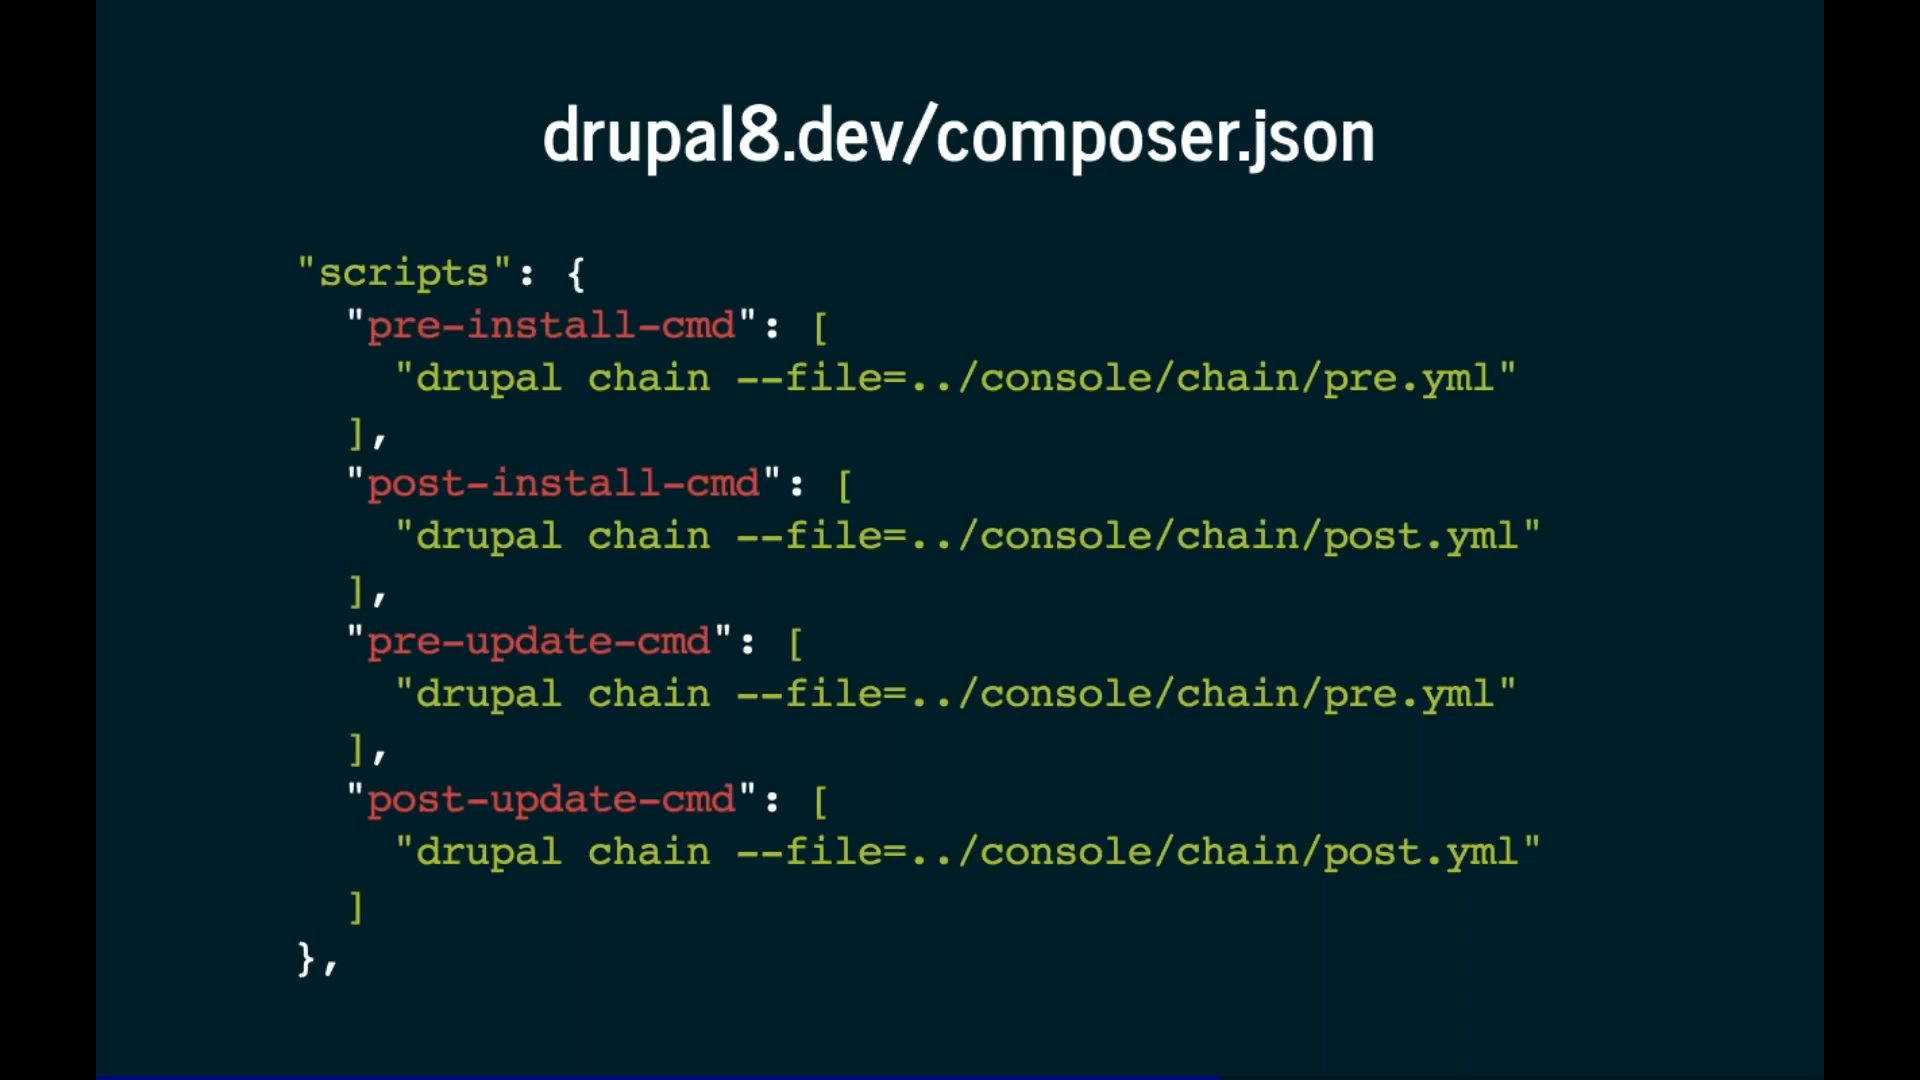 drupal8.dev/composer.json
"scripts": {
"pre-install-cmd": [
"drupal chain --file=../console/chain/pre.yml"
],
"post-install-cmd": [
"drupal chain --file=../console/chain/post.yml"
],
"pre-update-cmd": [
"drupal chain --file=../console/chain/pre.yml"
],
"post-update-cmd": [
"drupal chain --file=../console/chain/post.yml"
]
},